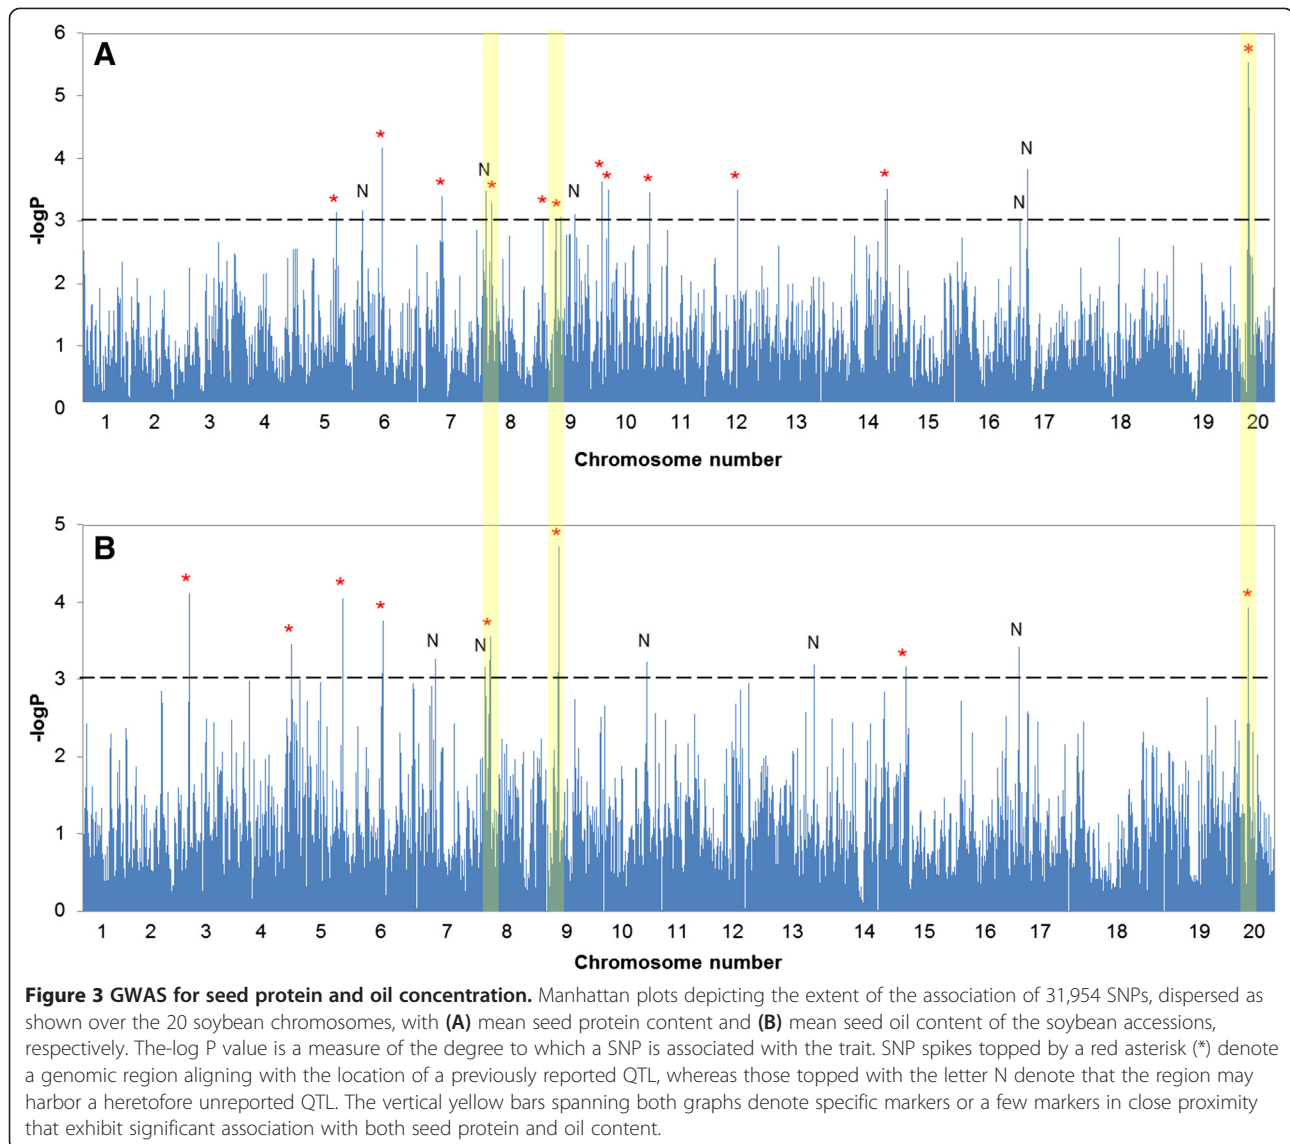 6
5
4
3
2
1
0
-logP
A
*
N
*
*
N
*
*
*
N
*
*
*
*
*
N
N
*
1 2 3 4 5 6 7 8 9 10 11 12 13 14 15 16 17 18 19 20
Chromosome number
5
4
3
2
1
0
-logP
B
*
*
*
*
N
N
*
*
N
N
*
N
*
1 2 3 4 5 6 7 8 9 10 11 12 13 14 15 16 17 18 19 20
Chromosome number
Figure 3 GWAS for seed protein and oil concentration. Manhattan plots depicting the extent of the association of 31,954 SNPs, dispersed as
shown over the 20 soybean chromosomes, with (A) mean seed protein content and (B) mean seed oil content of the soybean accessions,
respectively. The-log P value is a measure of the degree to which a SNP is associated with the trait. SNP spikes topped by a red asterisk (*) denote
a genomic region aligning with the location of a previously reported QTL, whereas those topped with the letter N denote that the region may
harbor a heretofore unreported QTL. The vertical yellow bars spanning both graphs denote specific markers or a few markers in close proximity
that exhibit significant association with both seed protein and oil content.